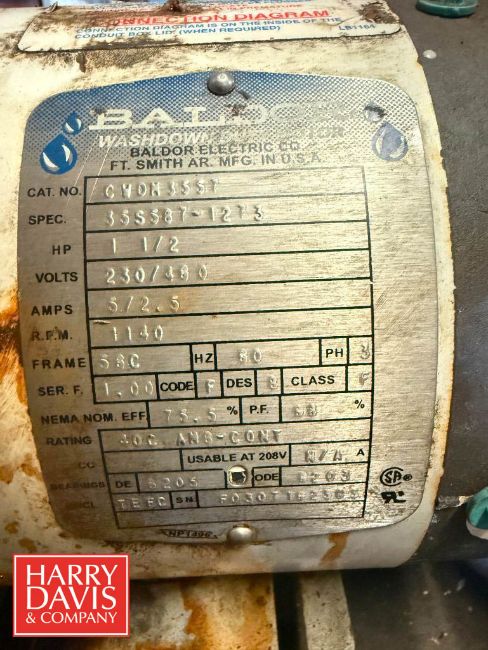 CONNECTION DIAGRAM
CONNECTION DIAGRAM IS ON THE INSIDE OF THE
CONDUIT BOX LID. (WHEN REQUIRED) LB1164
BALDOR
WASHDOWN
BALDOR ELECTRIC CO.
FT. SMITH AR. MFG. IN U.S.A.
CAT. NO. CWDM3557
SPEC. 35S587-1273
HP 1 1/2
VOLTS 230/460
AMPS 5/2.5
R.P.M. 1140
FRAME 56C HZ 60 PH 3
SER. F. 1.00 CODE F DES B CLASS F
NEMA NOM. EFF 75.5 % P.F. %
RATING 40C AMB-CONT
CC USABLE AT 208V N/A A
BEARINGS DE 6205 ODE 6203
TEFC SN
NP1496
HARRY
DAVIS
& COMPANY